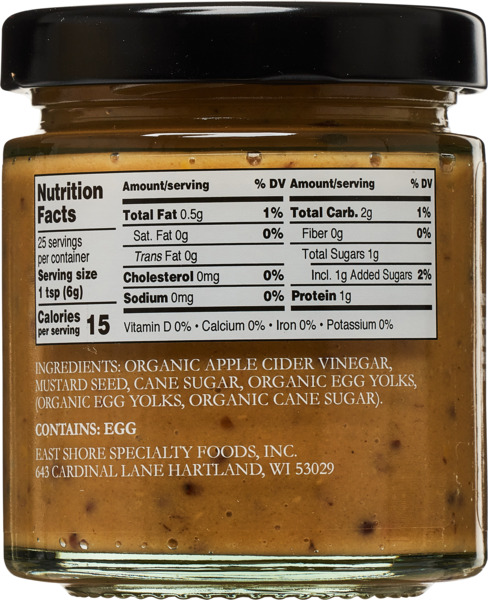 Nutrition
Facts
25 servings
per container
Serving size
1 tsp (6g)
Calories
per serving 15
Amount/serving % DV
Total Fat 0.5g 1%
Sat. Fat 0g 0%
Trans Fat 0g
Cholesterol 0mg 0%
Sodium 0mg 0%
Amount/serving % DV
Total Carb. 2g 1%
Fiber 0g 0%
Total Sugars 1g
Incl. 1g Added Sugars 2%
Protein 1g
Vitamin D 0% • Calcium 0% • Iron 0% • Potassium 0%
INGREDIENTS: ORGANIC APPLE CIDER VINEGAR,
MUSTARD SEED, CANE SUGAR, ORGANIC EGG YOLKS,
(ORGANIC EGG YOLKS, ORGANIC CANE SUGAR).
CONTAINS: EGG
EAST SHORE SPECIALTY FOODS, INC.
643 CARDINAL LANE HARTLAND, WI 53029